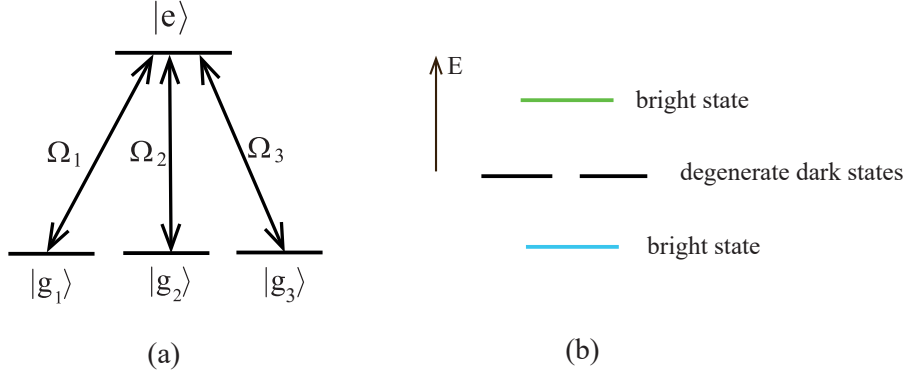 |e⟩
Ω₁
Ω₂
Ω₃
|g₁⟩
|g₂⟩
|g₃⟩
(a)
E
bright state
degenerate dark states
bright state
(b)